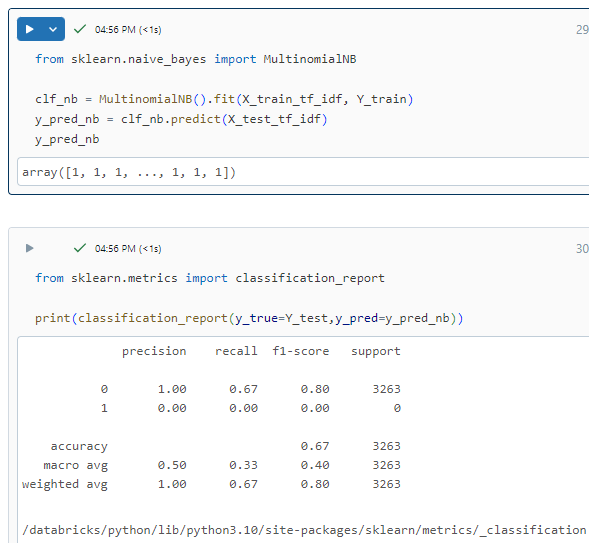 04:56 PM (<1s)
29
from sklearn.naive_bayes import MultinomialNB
clf_nb = MultinomialNB().fit(X_train_tf_idf, Y_train)
y_pred_nb = clf_nb.predict(X_test_tf_idf)
y_pred_nb
array([1, 1, 1, ..., 1, 1, 1])
04:56 PM (<1s)
30
from sklearn.metrics import classification_report
print(classification_report(y_true=Y_test,y_pred=y_pred_nb))
precision recall f1-score support
0 1.00 0.67 0.80 3263
1 0.00 0.00 0.00 0
accuracy 0.67 3263
macro avg 0.50 0.33 0.40 3263
weighted avg 1.00 0.67 0.80 3263
/databricks/python/lib/python3.10/site-packages/sklearn/metrics/_classification